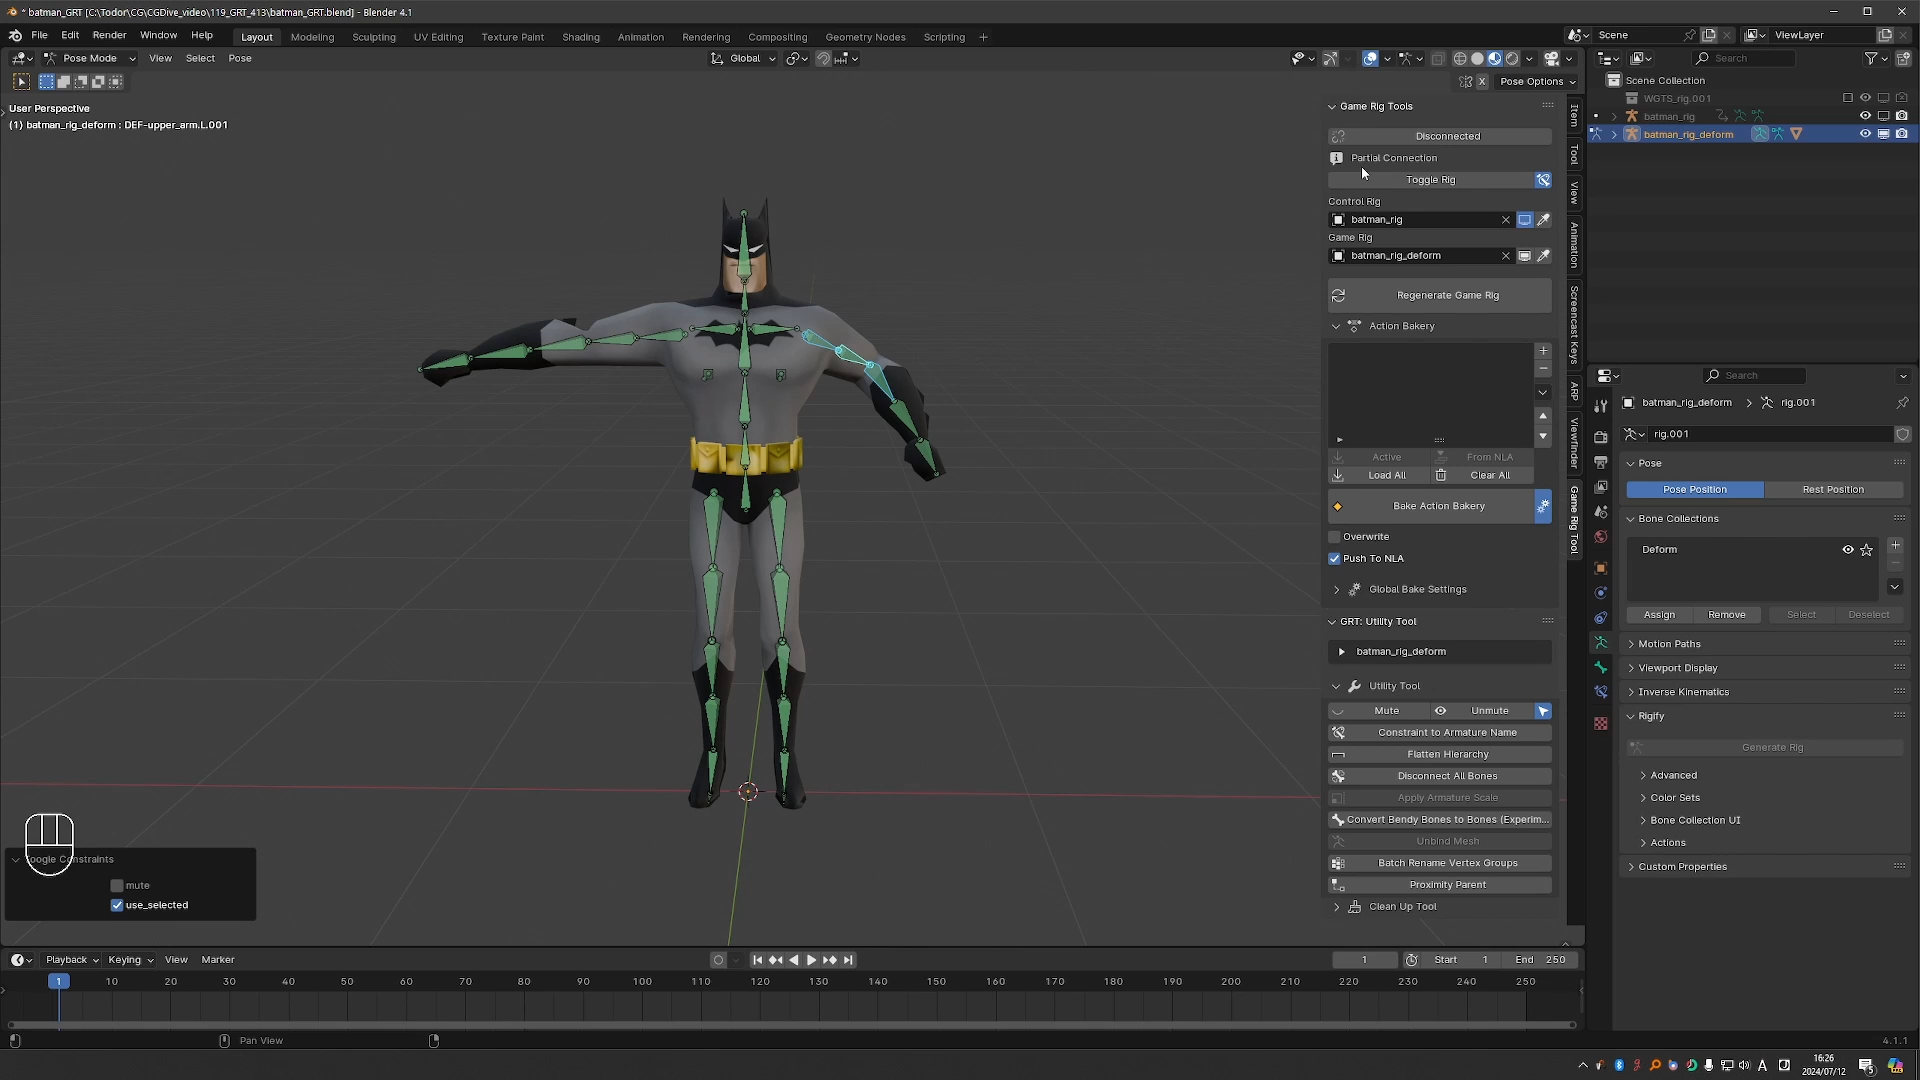 * batman_GRT [C:\Todor\CG\CGDive_video\119_GRT_413\batman_GRT.blend] - Blender 4.1
File Edit Render Window Help
Layout Modeling Sculpting UV Editing Texture Paint Shading Animation Rendering Compositing Geometry Nodes Scripting
Scene
ViewLayer
Pose Mode View Select Pose
Global
Search
X Pose Options
User Perspective
(1) batman_rig_deform : DEF-upper_arm.L.001
Scene Collection
WGTS_rig.001
batman_rig
batman_rig_deform
Game Rig Tools
Disconnected
Partial Connection
Toggle Rig
Control Rig
batman_rig
Game Rig
batman_rig_deform
Regenerate Game Rig
Action Bakery
Active From NLA
Load All Clear All
Bake Action Bakery
Overwrite
Push To NLA
Global Bake Settings
GRT: Utility Tool
batman_rig_deform
Utility Tool
Mute Unmute
Constraint to Armature Name
Flatten Hierarchy
Disconnect All Bones
Apply Armature Scale
Convert Bendy Bones to Bones (Experim...
Unbind Mesh
Batch Rename Vertex Groups
Proximity Parent
Clean Up Tool
Item
Tool
View
Animation
Screencast Keys
ARP
Viewfinder
Game Rig Tool
Search
batman_rig_deform rig.001
rig.001
Pose
Pose Position Rest Position
Bone Collections
Deform
Assign Remove Select Deselect
Motion Paths
Viewport Display
Inverse Kinematics
Rigify
Generate Rig
Advanced
Color Sets
Bone Collection UI
Actions
Custom Properties
Toggle Constraints
mute
use_selected
Playback Keying View Marker
1 Start 1 End 250
1 10 20 30 40 50 60 70 80 90 100 110 120 130 140 150 160 170 180 190 200 210 220 230 240 250
Pan View
4.1.1
A 16:26
2024/07/12
5